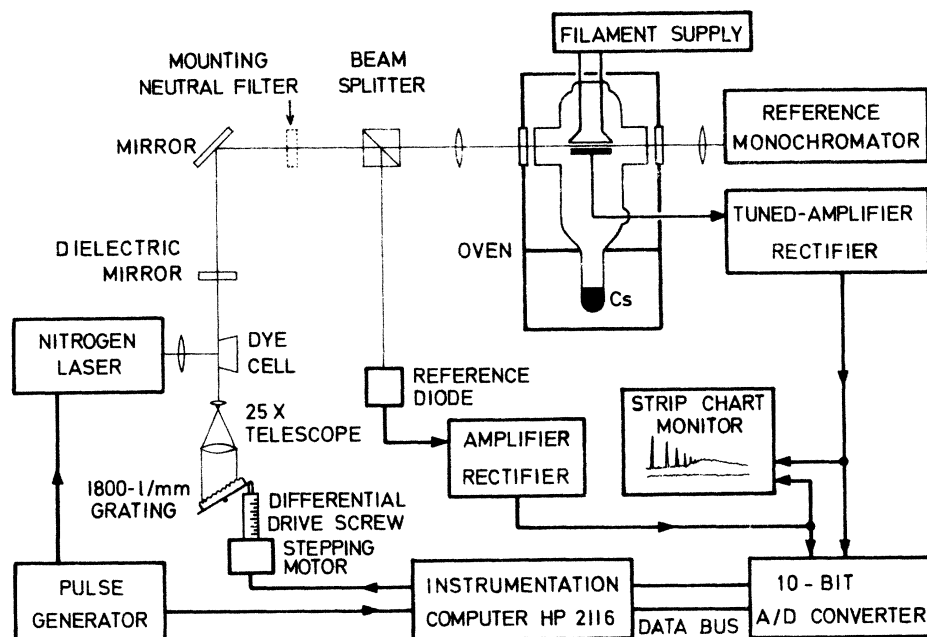 FILAMENT SUPPLY
MOUNTING
NEUTRAL FILTER
BEAM
SPLITTER
MIRROR
REFERENCE
MONOCHROMATOR
TUNED-AMPLIFIER
RECTIFIER
DIELECTRIC
MIRROR
OVEN
Cs
NITROGEN
LASER
DYE
CELL
REFERENCE
DIODE
25 X
TELESCOPE
STRIP CHART
MONITOR
AMPLIFIER
RECTIFIER
1800-l/mm
GRATING
DIFFERENTIAL
DRIVE SCREW
STEPPING
MOTOR
PULSE
GENERATOR
INSTRUMENTATION
COMPUTER HP 2116
DATA BUS
10-BIT
A/D CONVERTER